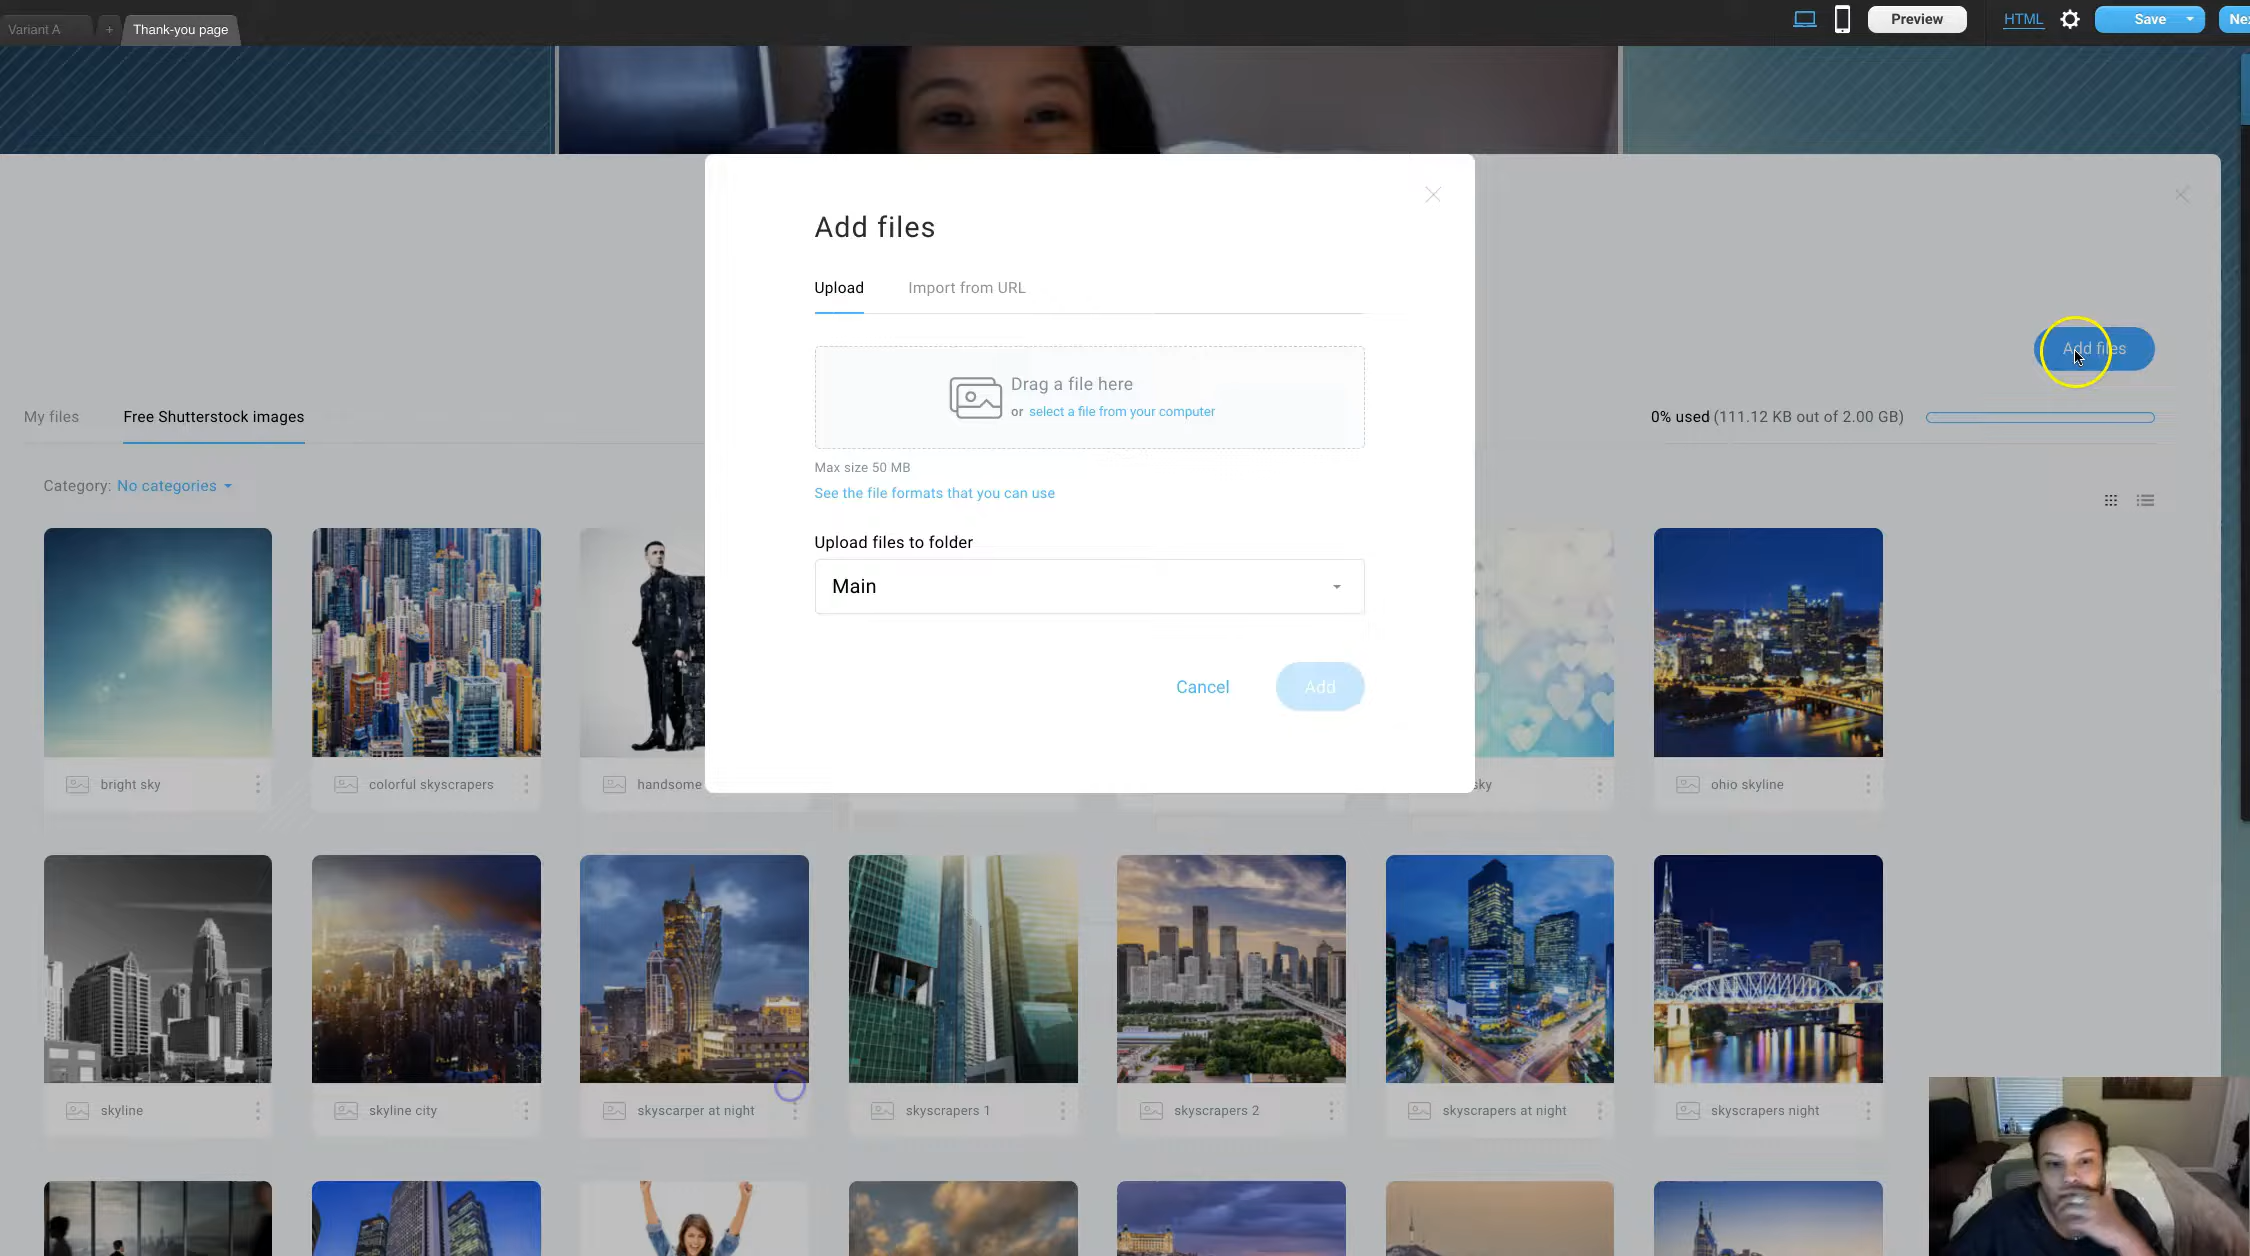 Variant A
+
Thank-you page
Preview
HTML
Save
Add files
Upload
Import from URL
Add files
Drag a file here
or select a file from your computer
My files
Free Shutterstock images
0% used (111.12 KB out of 2.00 GB)
Max size 50 MB
Category: No categories
See the file formats that you can use
Upload files to folder
Main
Cancel
Add
bright sky
colorful skyscrapers
handsome
sky
ohio skyline
skyline
skyline city
skyscarper at night
skyscrapers 1
skyscrapers 2
skyscrapers at night
skyscrapers night